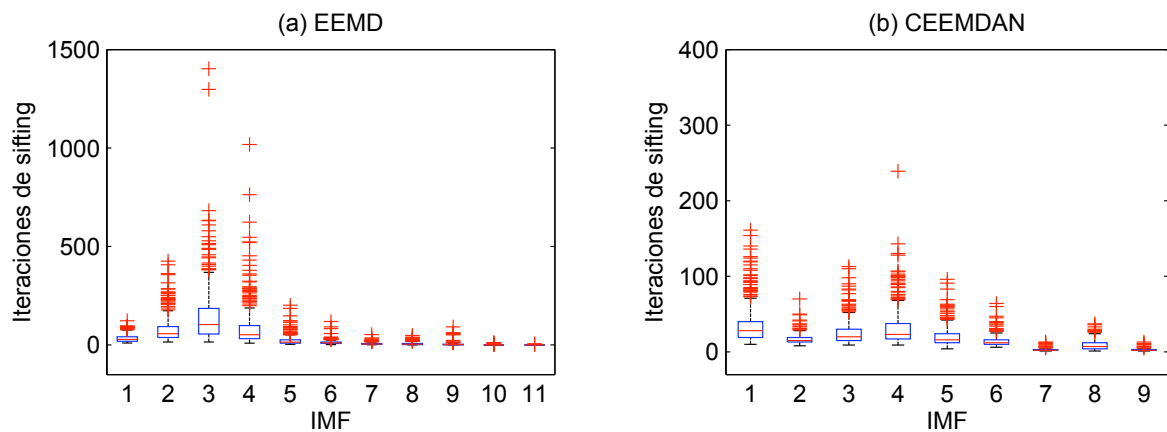 (a) EEMD
1500
1000
500
0
Iteraciones de sifting
1 2 3 4 5 6 7 8 9 10 11
IMF
(b) CEEMDAN
400
300
200
100
0
Iteraciones de sifting
1 2 3 4 5 6 7 8 9
IMF